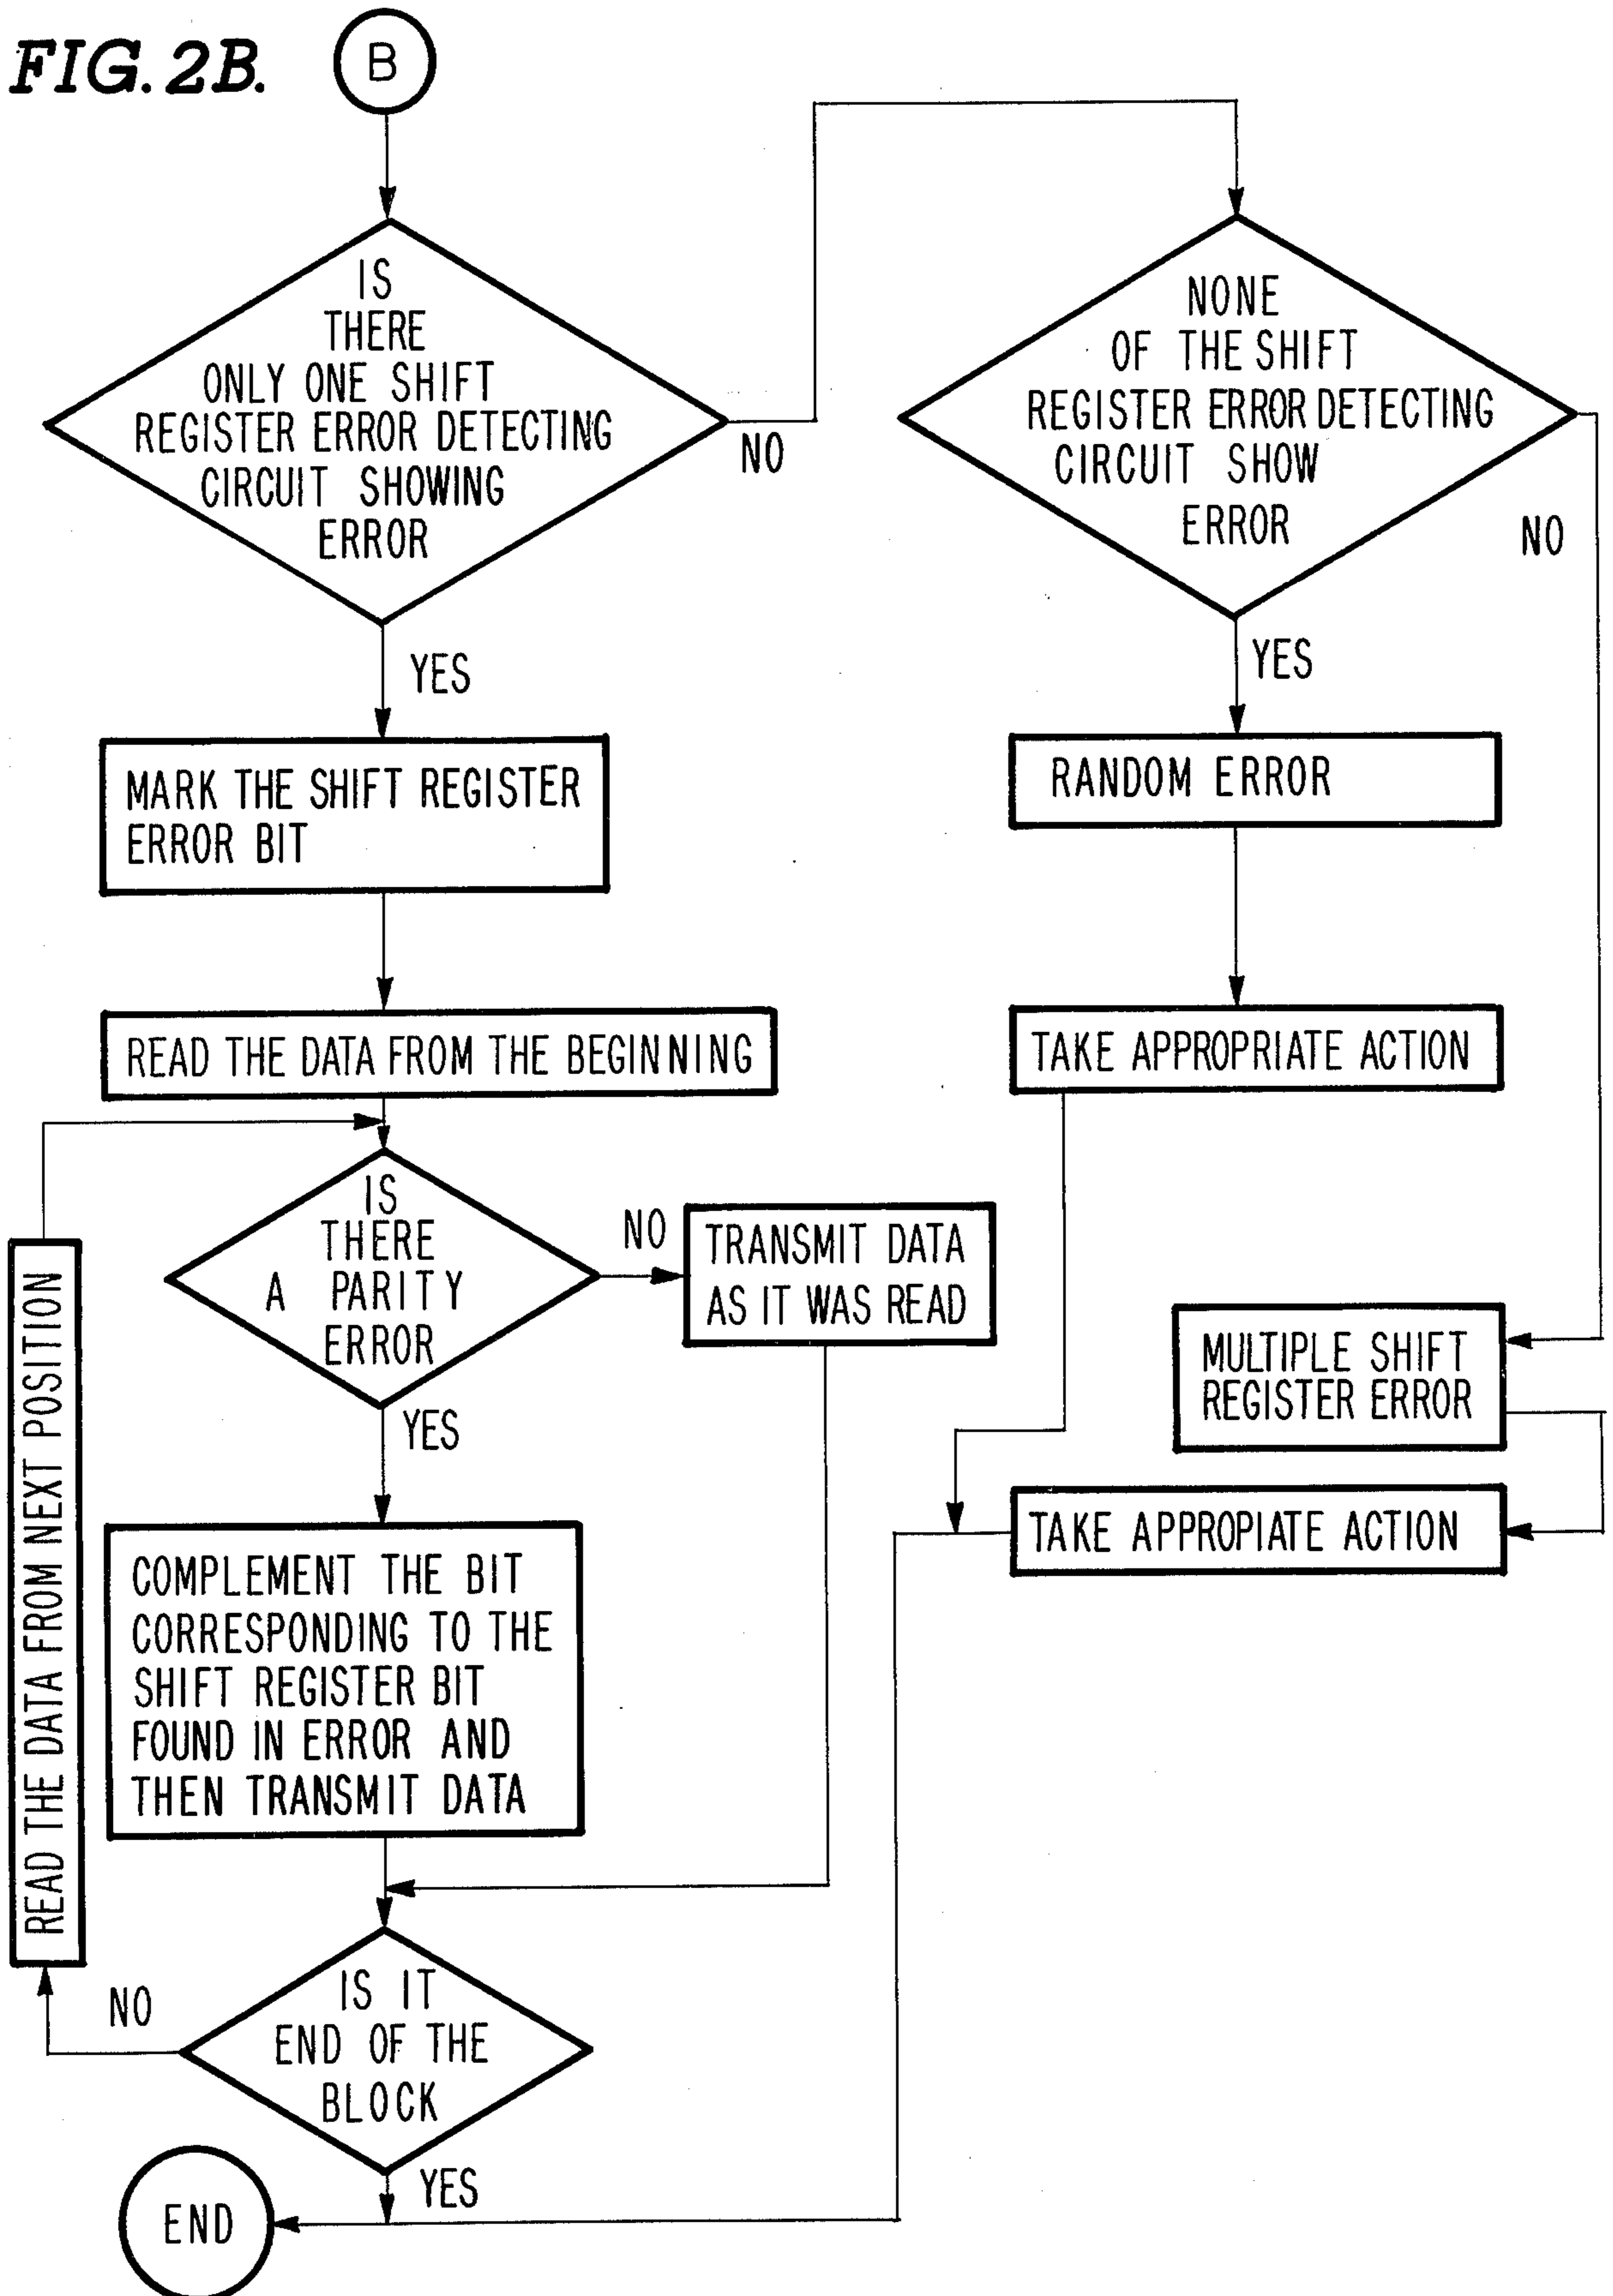 FIG. 2B.
B
IS
THERE
ONLY ONE SHIFT
REGISTER ERROR DETECTING
CIRCUIT SHOWING
ERROR
NO
YES
NONE
OF THE SHIFT
REGISTER ERROR DETECTING
CIRCUIT SHOW
ERROR
NO
YES
MARK THE SHIFT REGISTER
ERROR BIT
RANDOM ERROR
READ THE DATA FROM THE BEGINNING
TAKE APPROPRIATE ACTION
IS
THERE
A PARITY
ERROR
NO
YES
TRANSMIT DATA
AS IT WAS READ
MULTIPLE SHIFT
REGISTER ERROR
TAKE APPROPIATE ACTION
COMPLEMENT THE BIT
CORRESPONDING TO THE
SHIFT REGISTER BIT
FOUND IN ERROR AND
THEN TRANSMIT DATA
READ THE DATA FROM NEXT POSITION
IS IT
END OF THE
BLOCK
NO
YES
END